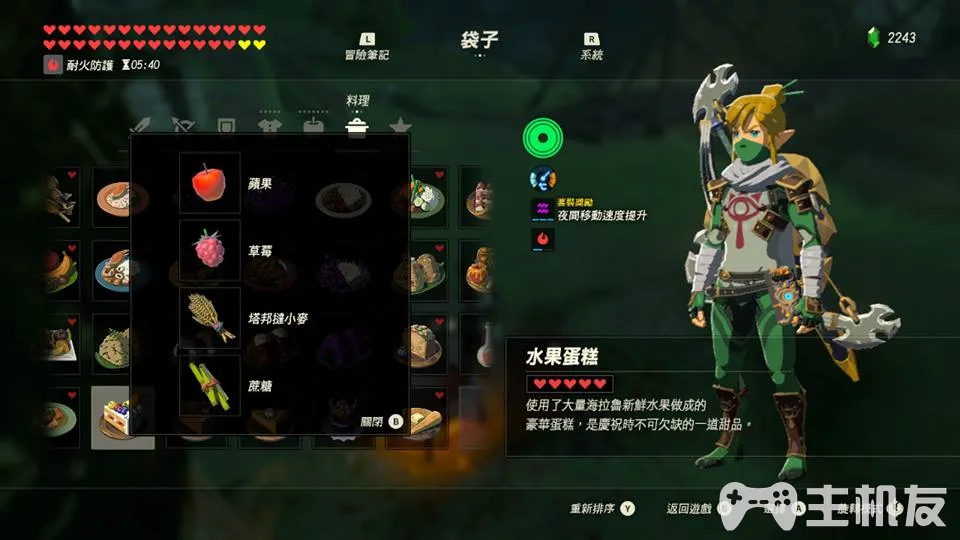 L
冒險筆記
袋子
R
系統
2243
耐火防護 05:40
料理
蘋果
草莓
塔邦撻小麥
蔗糖
關閉 B
套裝獎勵
夜間移動速度提升
水果蛋糕
使用了大量海拉魯新鮮水果做成的
豪華蛋糕，是慶祝時不可欠缺的一道甜品。
重新排序 Y
返回遊戲
主机友